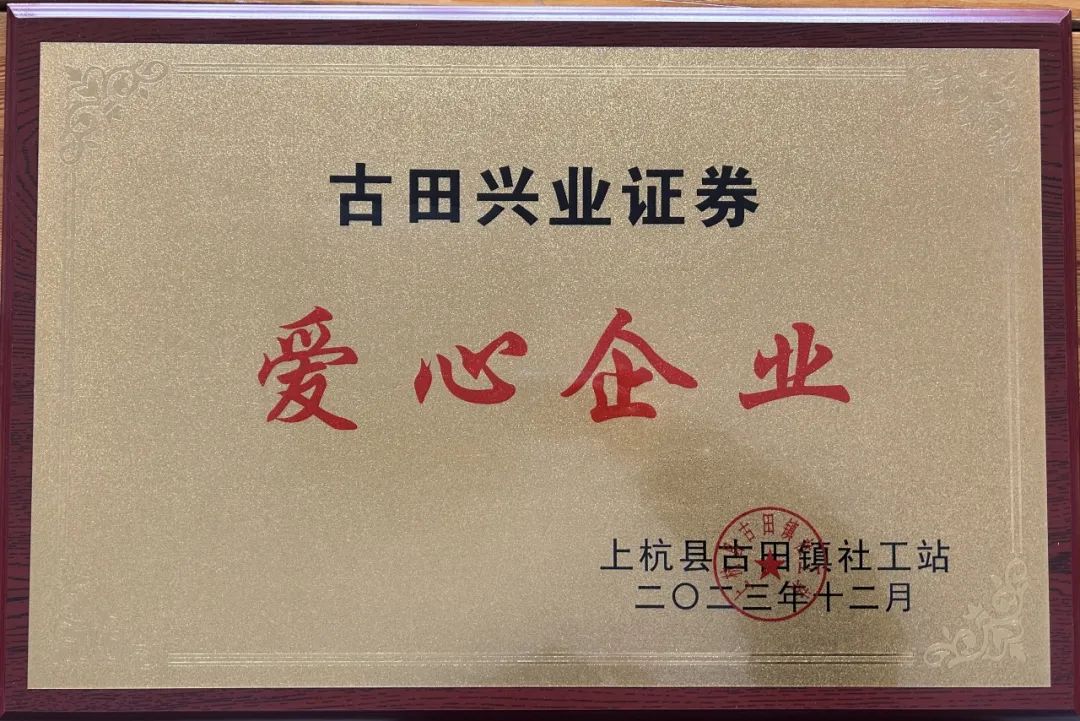 古田兴业证券
爱心企业
上杭县古田镇社工站
二〇二三年十二月